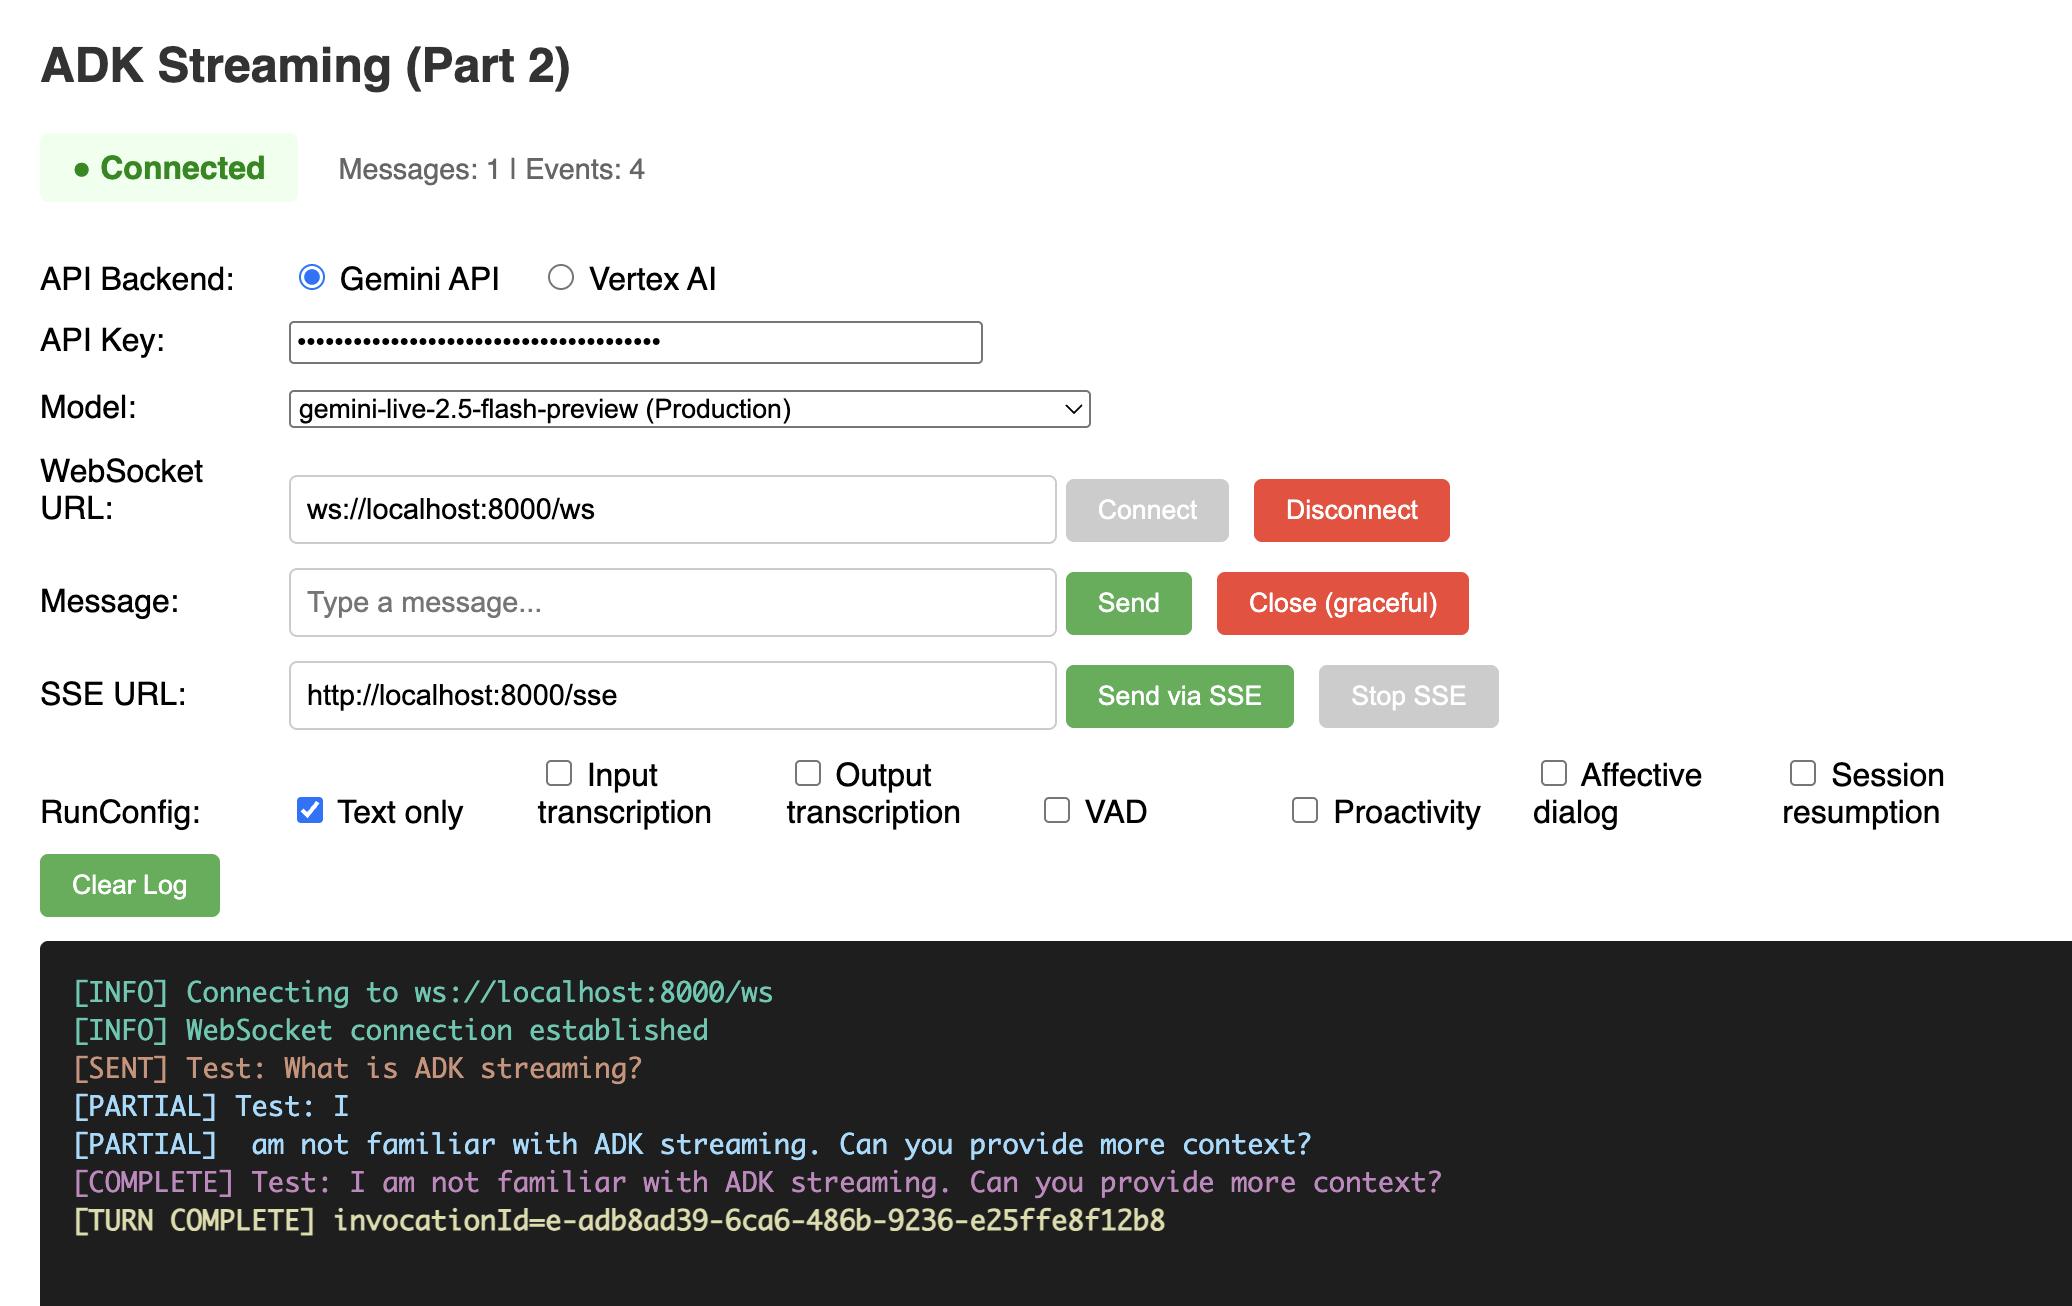 ADK Streaming (Part 2)
● Connected
Messages: 1 | Events: 4
API Backend: Gemini API Vertex AI
API Key: •••••••••••••••••••••••••••••••••••••••
Model: gemini-live-2.5-flash-preview (Production)
WebSocket
URL: ws://localhost:8000/ws Connect Disconnect
Message: Type a message... Send Close (graceful)
SSE URL: http://localhost:8000/sse Send via SSE Stop SSE
RunConfig: Text only Input transcription Output transcription VAD Proactivity Affective dialog Session resumption
Clear Log
[INFO] Connecting to ws://localhost:8000/ws
[INFO] WebSocket connection established
[SENT] Test: What is ADK streaming?
[PARTIAL] Test: I
[PARTIAL]  am not familiar with ADK streaming. Can you provide more context?
[COMPLETE] Test: I am not familiar with ADK streaming. Can you provide more context?
[TURN COMPLETE] invocationId=e-adb8ad39-6ca6-486b-9236-e25ffe8f12b8